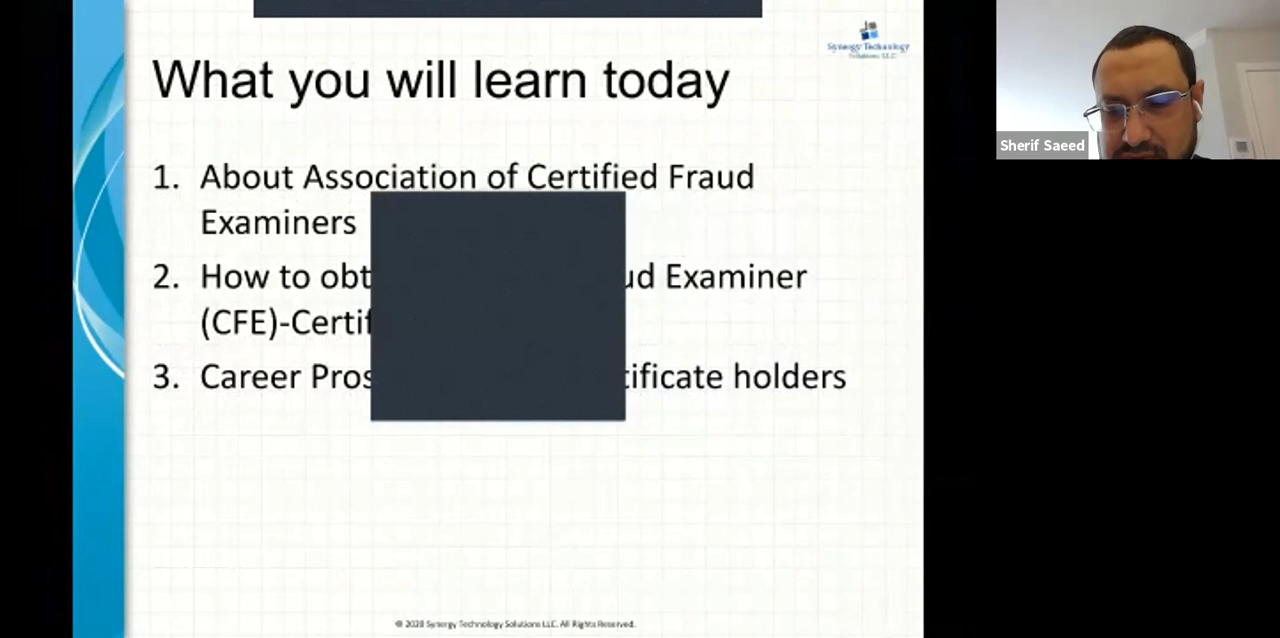 Synergy Technology
Solutions LLC
Sherif Saeed
What you will learn today
1. About Association of Certified Fraud
Examiners
2. How to obt ud Examiner
(CFE)-Certif
3. Career Pros tificate holders
© 2020 Synergy Technology Solutions LLC. All Rights Reserved.